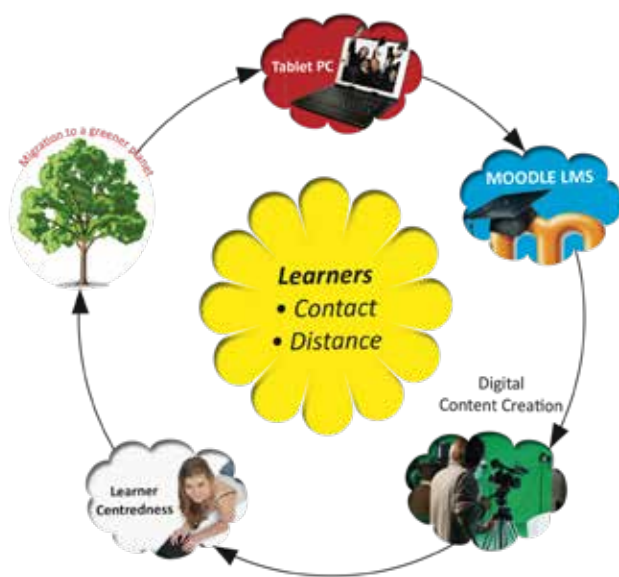 Tablet PC
MOODLE LMS
Digital
Content Creation
Learner
Centredness
Migration to a greener planet
Learners
• Contact
• Distance